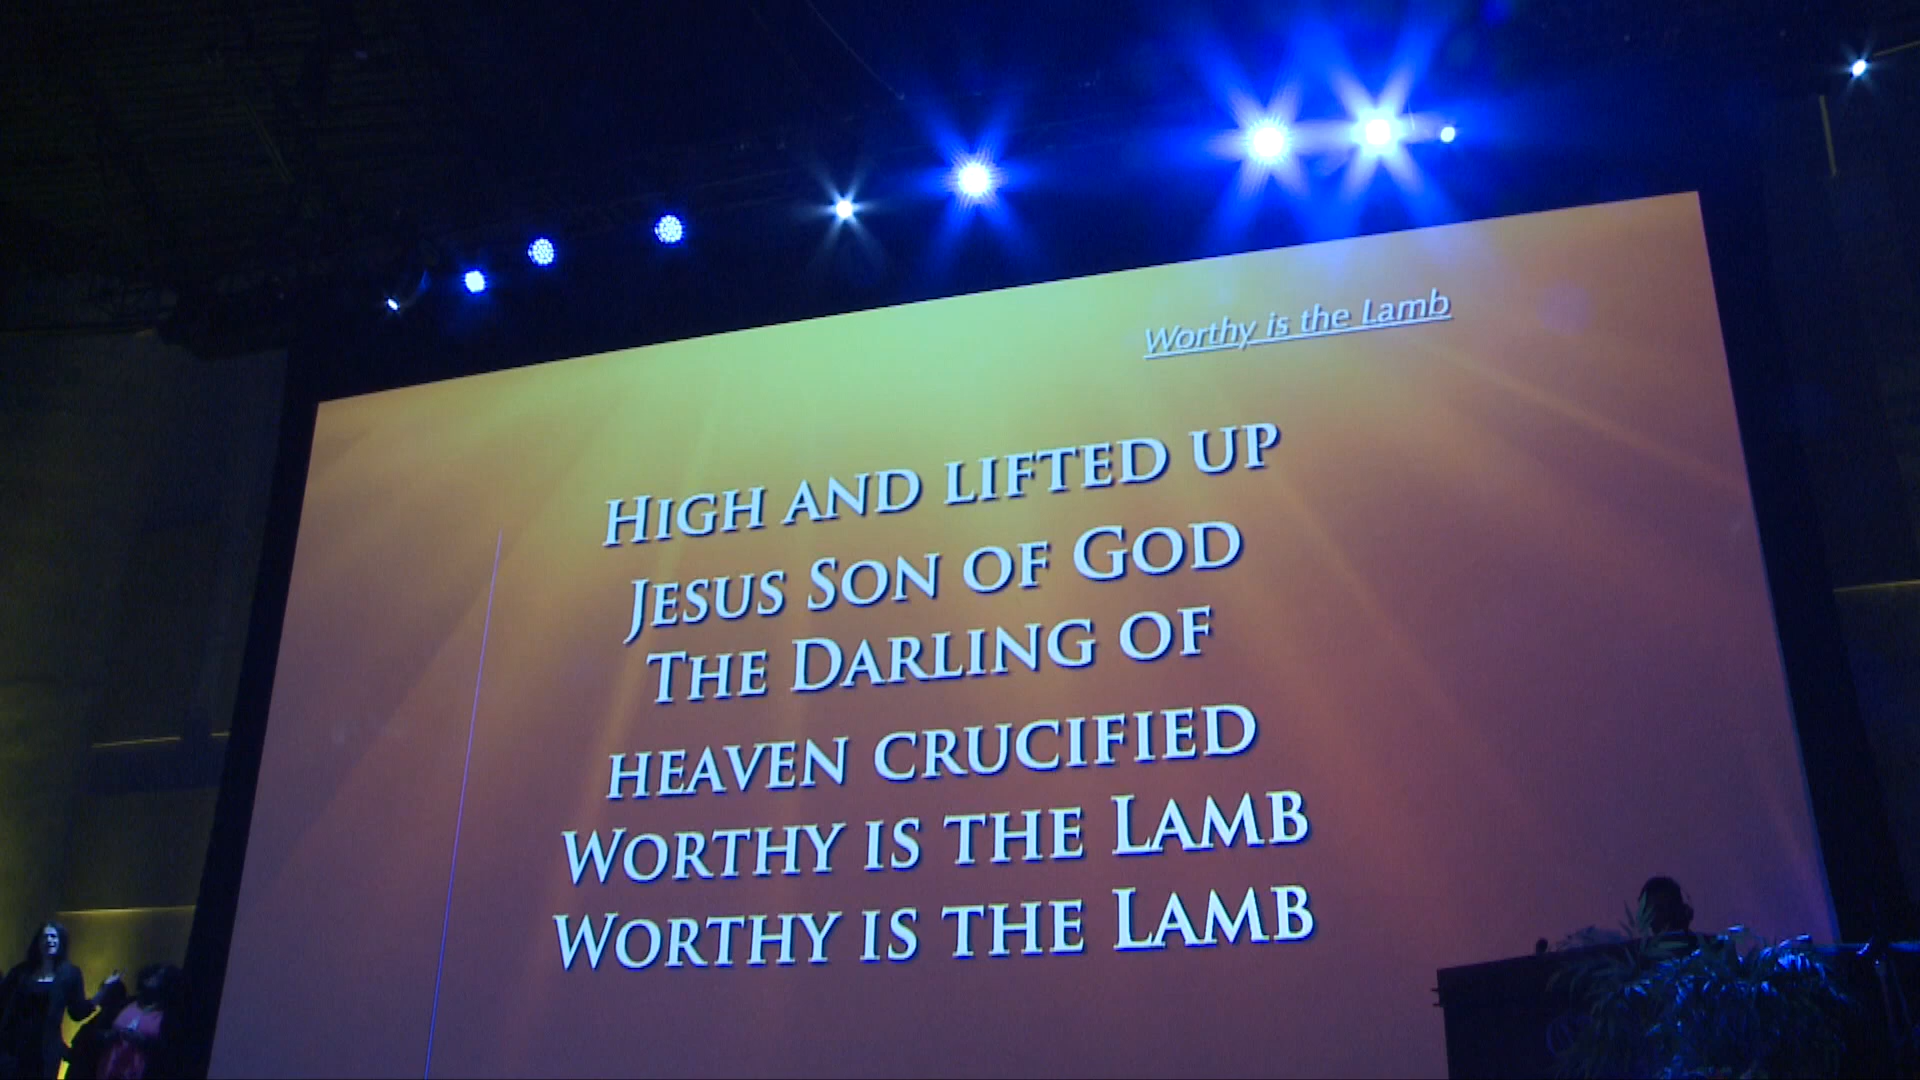 Worthy is the Lamb
High and lifted up
Jesus Son of God
The Darling of
heaven crucified
Worthy is the Lamb
Worthy is the Lamb